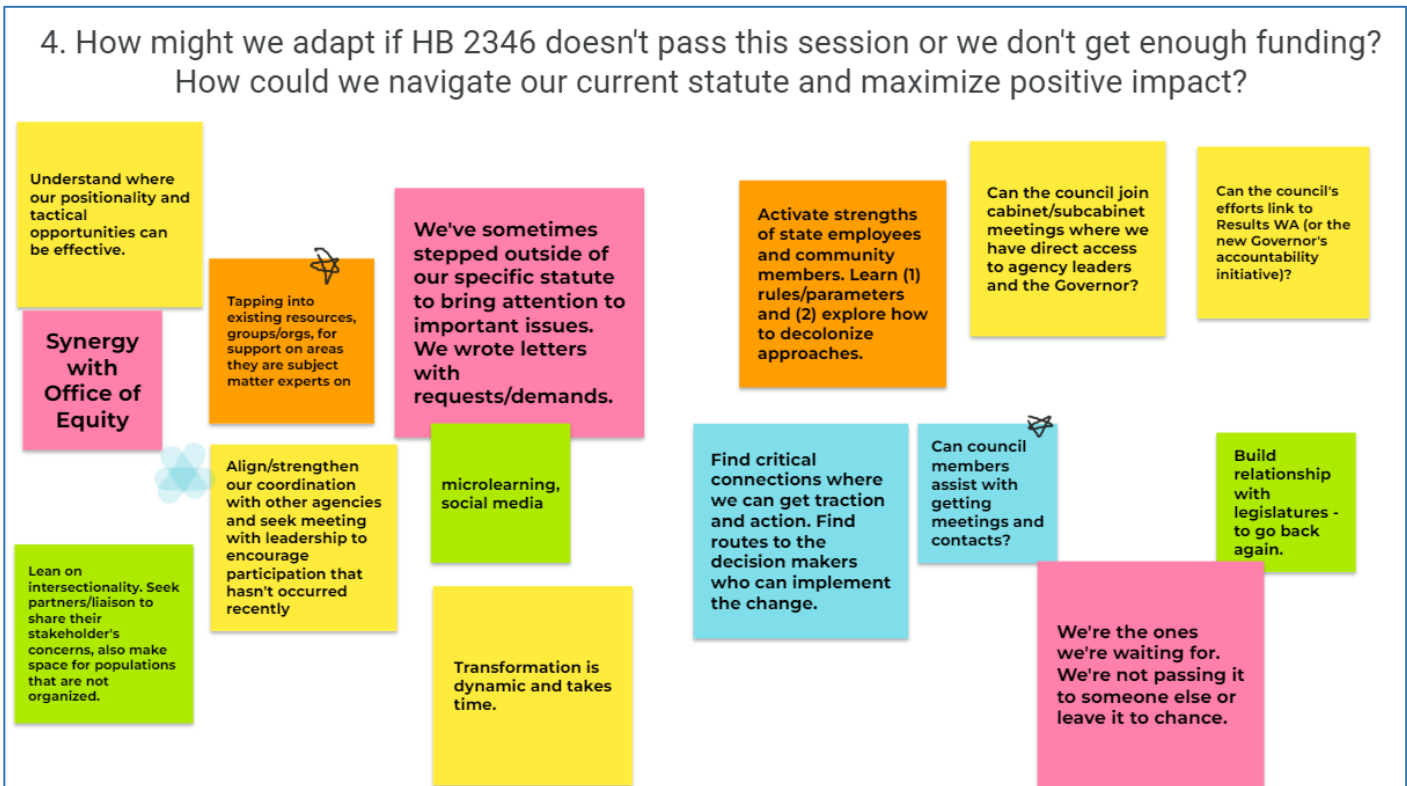 4. How might we adapt if HB 2346 doesn't pass this session or we don't get enough funding?
How could we navigate our current statute and maximize positive impact?
Understand where
our positionality and
tactical
opportunities can
be effective.
Synergy
with
Office of
Equity
Tapping into
existing resources,
groups/orgs, for
support on areas
they are subject
matter experts on
We've sometimes
stepped outside of
our specific statute
to bring attention to
important issues.
We wrote letters
with
requests/demands.
Align/strengthen
our coordination
with other agencies
and seek meeting
with leadership to
encourage
participation that
hasn't occurred
recently
microlearning,
social media
Lean on
intersectionality. Seek
partners/liaison to
share their
stakeholder's
concerns, also make
space for populations
that are not
organized.
Transformation is
dynamic and takes
time.
Activate strengths
of state employees
and community
members. Learn (1)
rules/parameters
and (2) explore how
to decolonize
approaches.
Can the council join
cabinet/subcabinet
meetings where we
have direct access
to agency leaders
and the Governor?
Can the council's
efforts link to
Results WA (or the
new Governor's
accountability
initiative)?
Find critical
connections where
we can get traction
and action. Find
routes to the
decision makers
who can implement
the change.
Can council
members
assist with
getting
meetings and
contacts?
Build
relationship
with
legislatures -
to go back
again.
We're the ones
we're waiting for.
We're not passing it
to someone else or
leave it to chance.